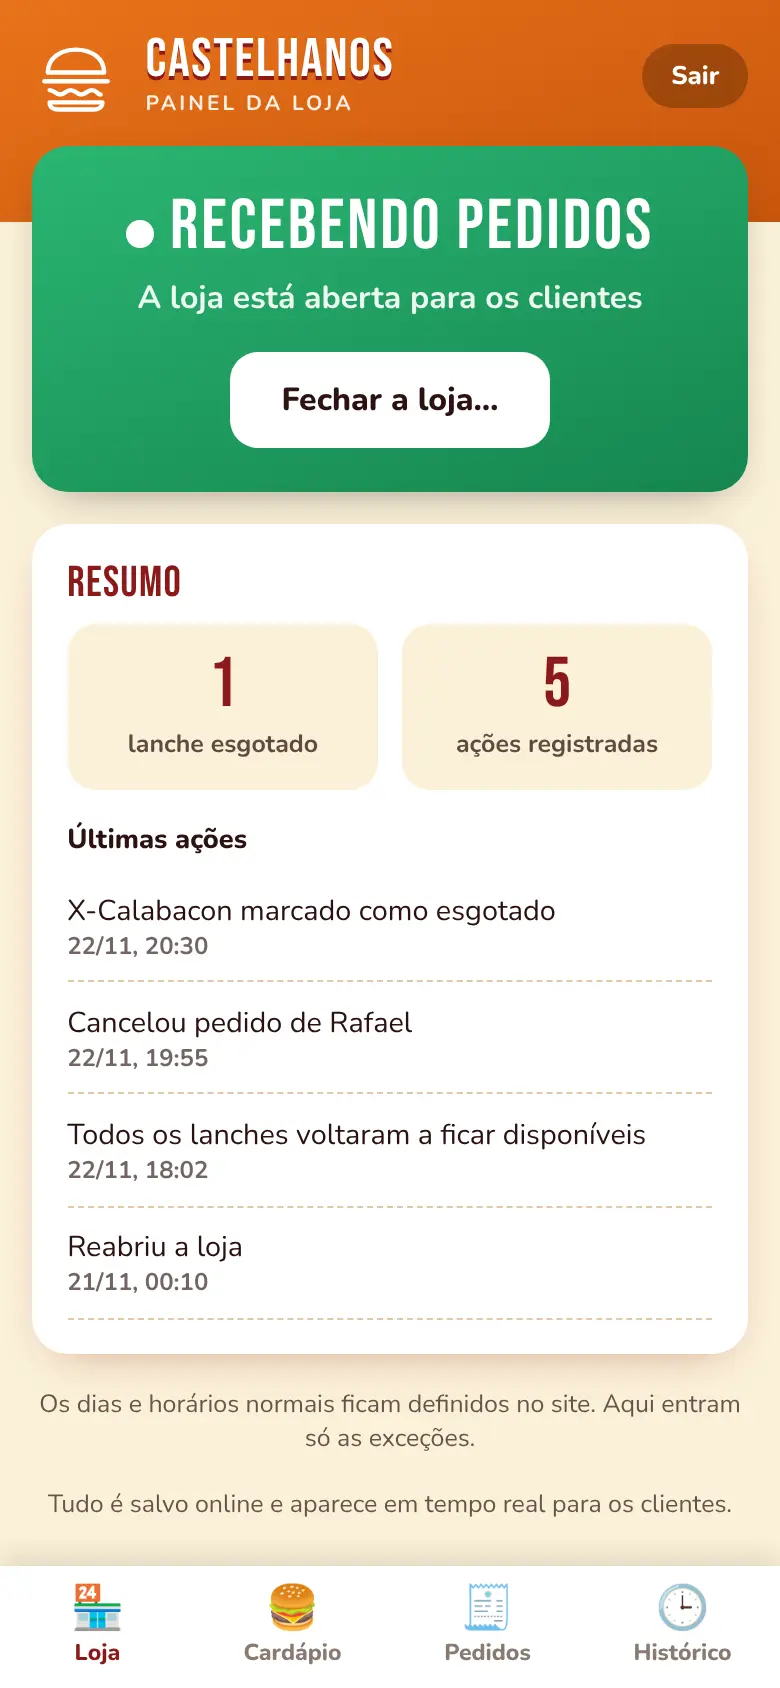 CASTELHANOS
PAINEL DA LOJA
Sair
RECEBENDO PEDIDOS
A loja está aberta para os clientes
Fechar a loja...
RESUMO
1
lanche esgotado
5
ações registradas
Últimas ações
X-Calabacon marcado como esgotado
22/11, 20:30
Cancelou pedido de Rafael
22/11, 19:55
Todos os lanches voltaram a ficar disponíveis
22/11, 18:02
Reabriu a loja
21/11, 00:10
Os dias e horários normais ficam definidos no site. Aqui entram
só as exceções.
Tudo é salvo online e aparece em tempo real para os clientes.
24
Loja
Cardápio
Pedidos
Histórico